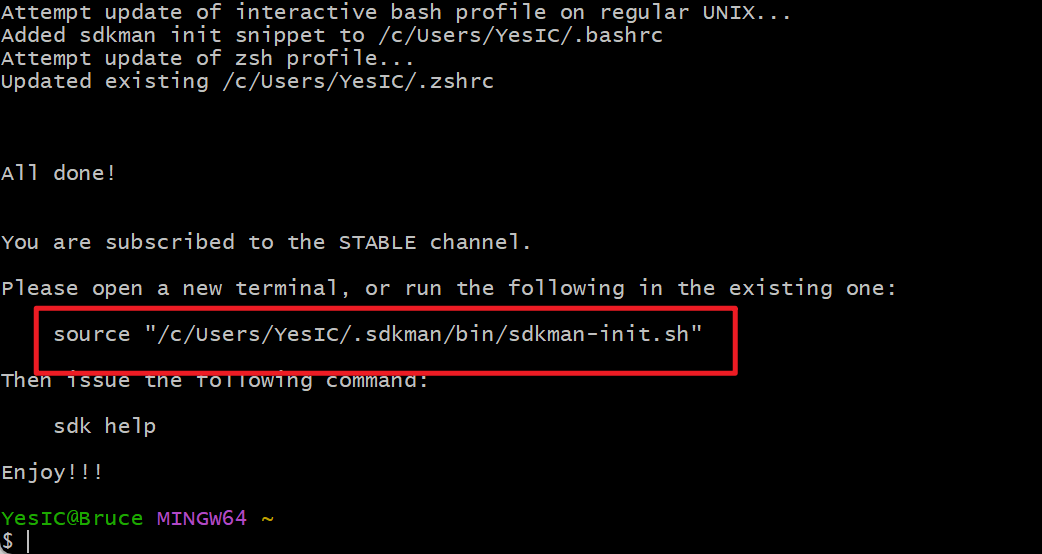 Attempt update of interactive bash profile on regular UNIX...
Added sdkman init snippet to /c/Users/YesIC/.bashrc
Attempt update of zsh profile...
Updated existing /c/Users/YesIC/.zshrc
All done!
You are subscribed to the STABLE channel.
Please open a new terminal, or run the following in the existing one:
source "/c/Users/YesIC/.sdkman/bin/sdkman-init.sh"
Then issue the following command:
sdk help
Enjoy!!!
YesIC@Bruce MINGW64 ~
$